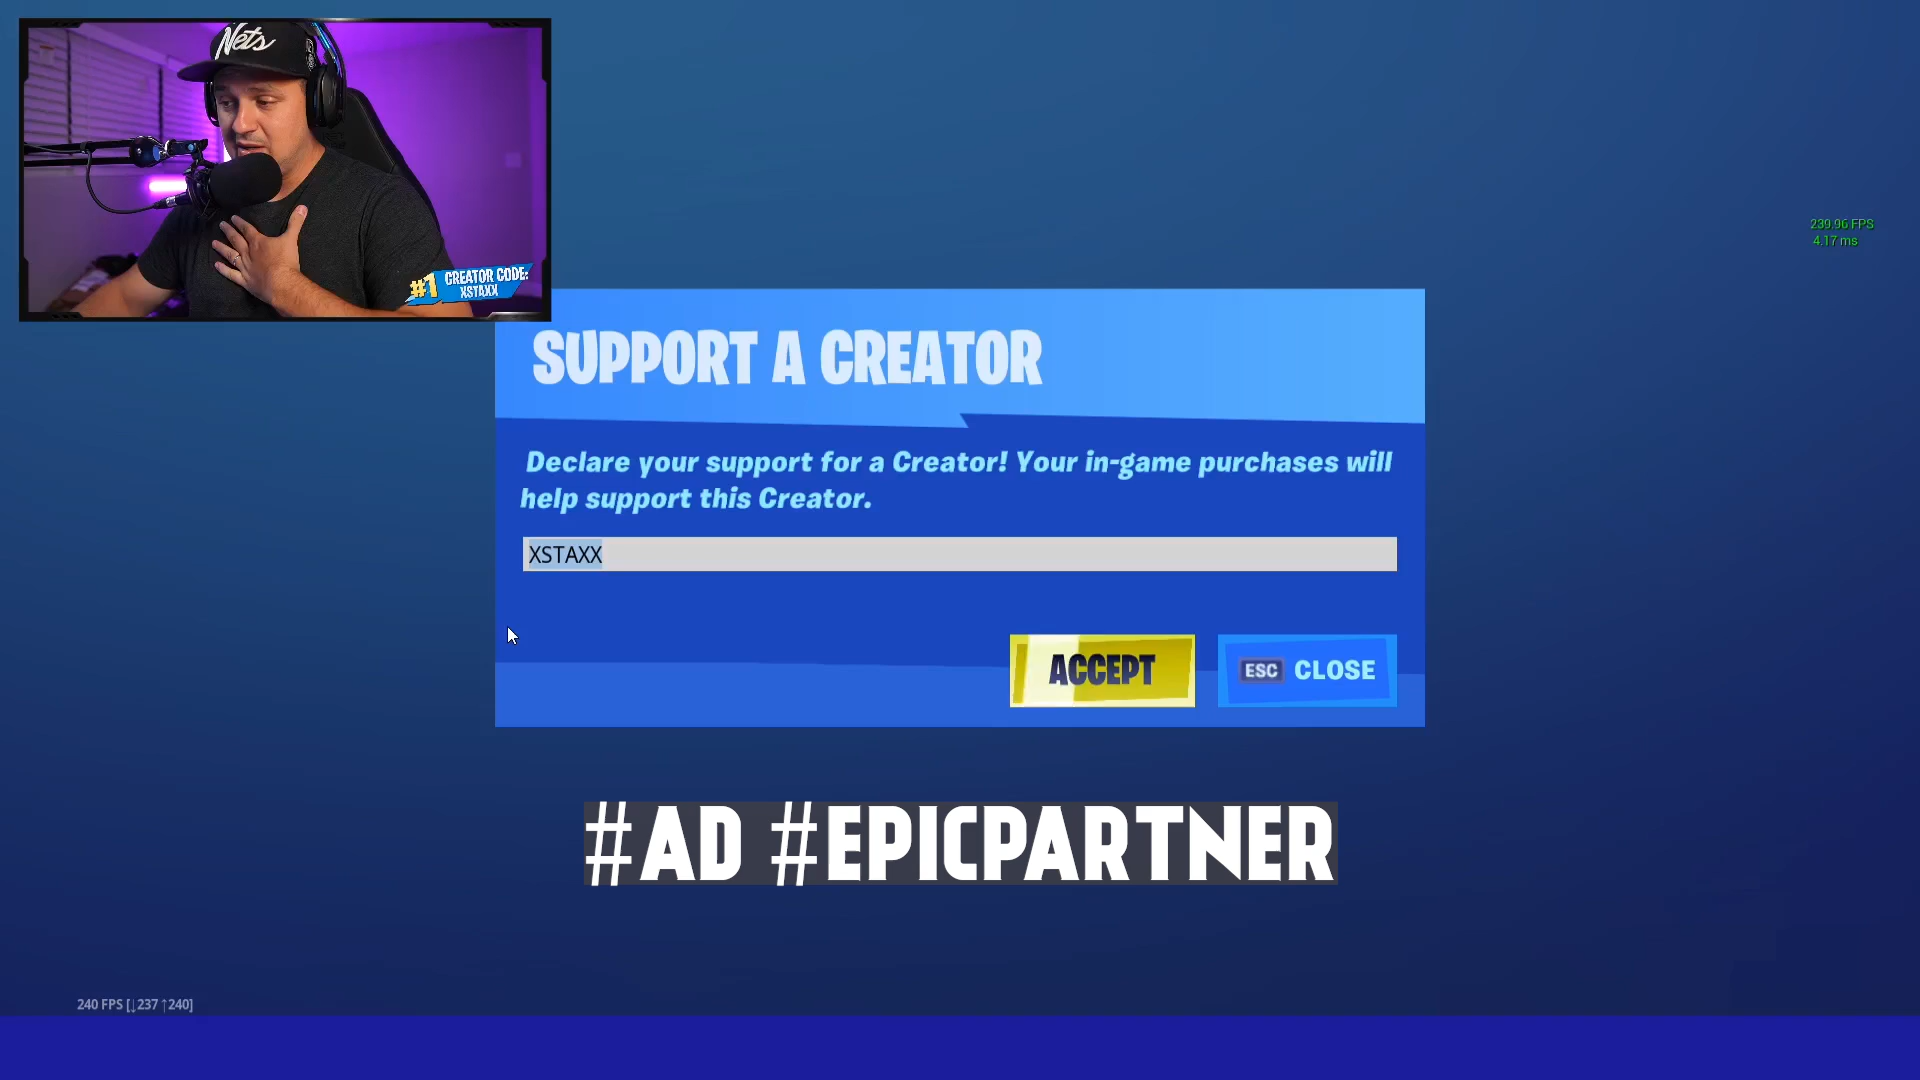 Nets
#1 CREATOR CODE:
XSTAXX
239.96 FPS
4.17 ms
SUPPORT A CREATOR
Declare your support for a Creator! Your in-game purchases will
help support this Creator.
XSTAXX
ACCEPT
ESC CLOSE
#AD #EPICPARTNER
240 FPS [↓237 ↑240]